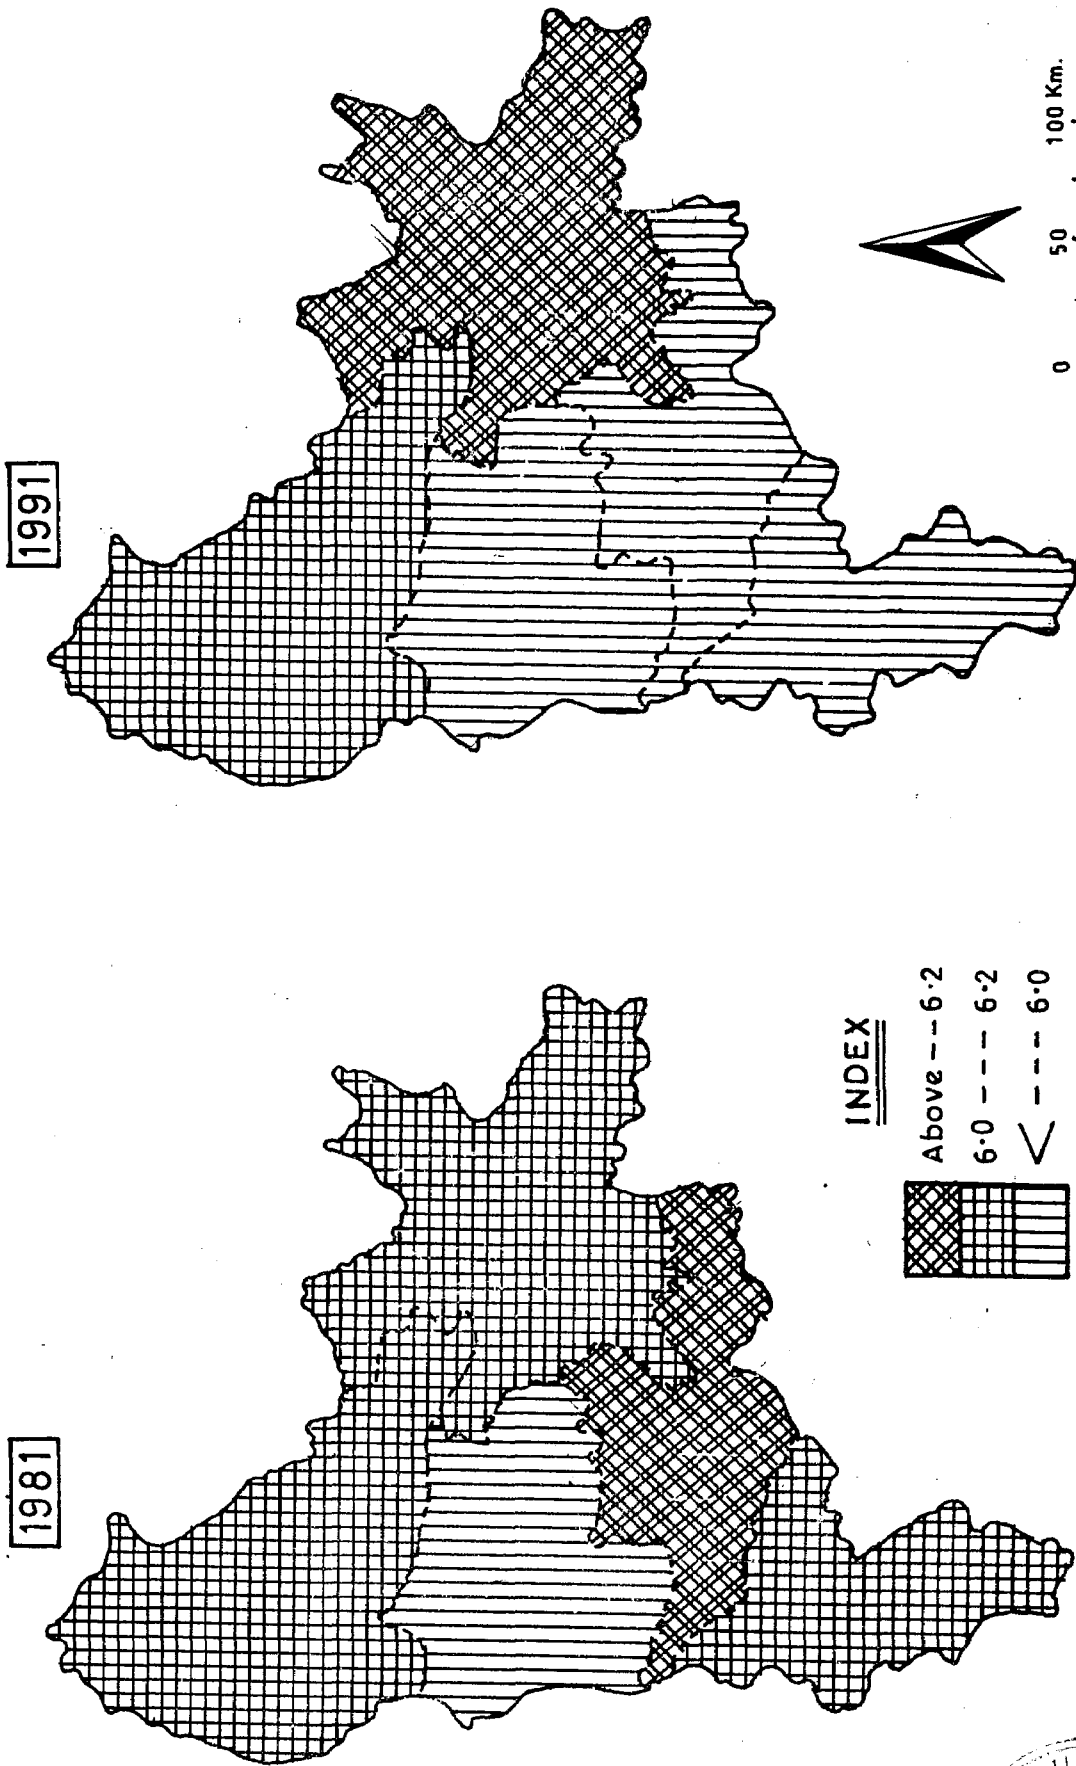 1981
1991
INDEX
Above -- 6·2
6·0 --- 6·2
< --- 6·0
0 50 100 Km.